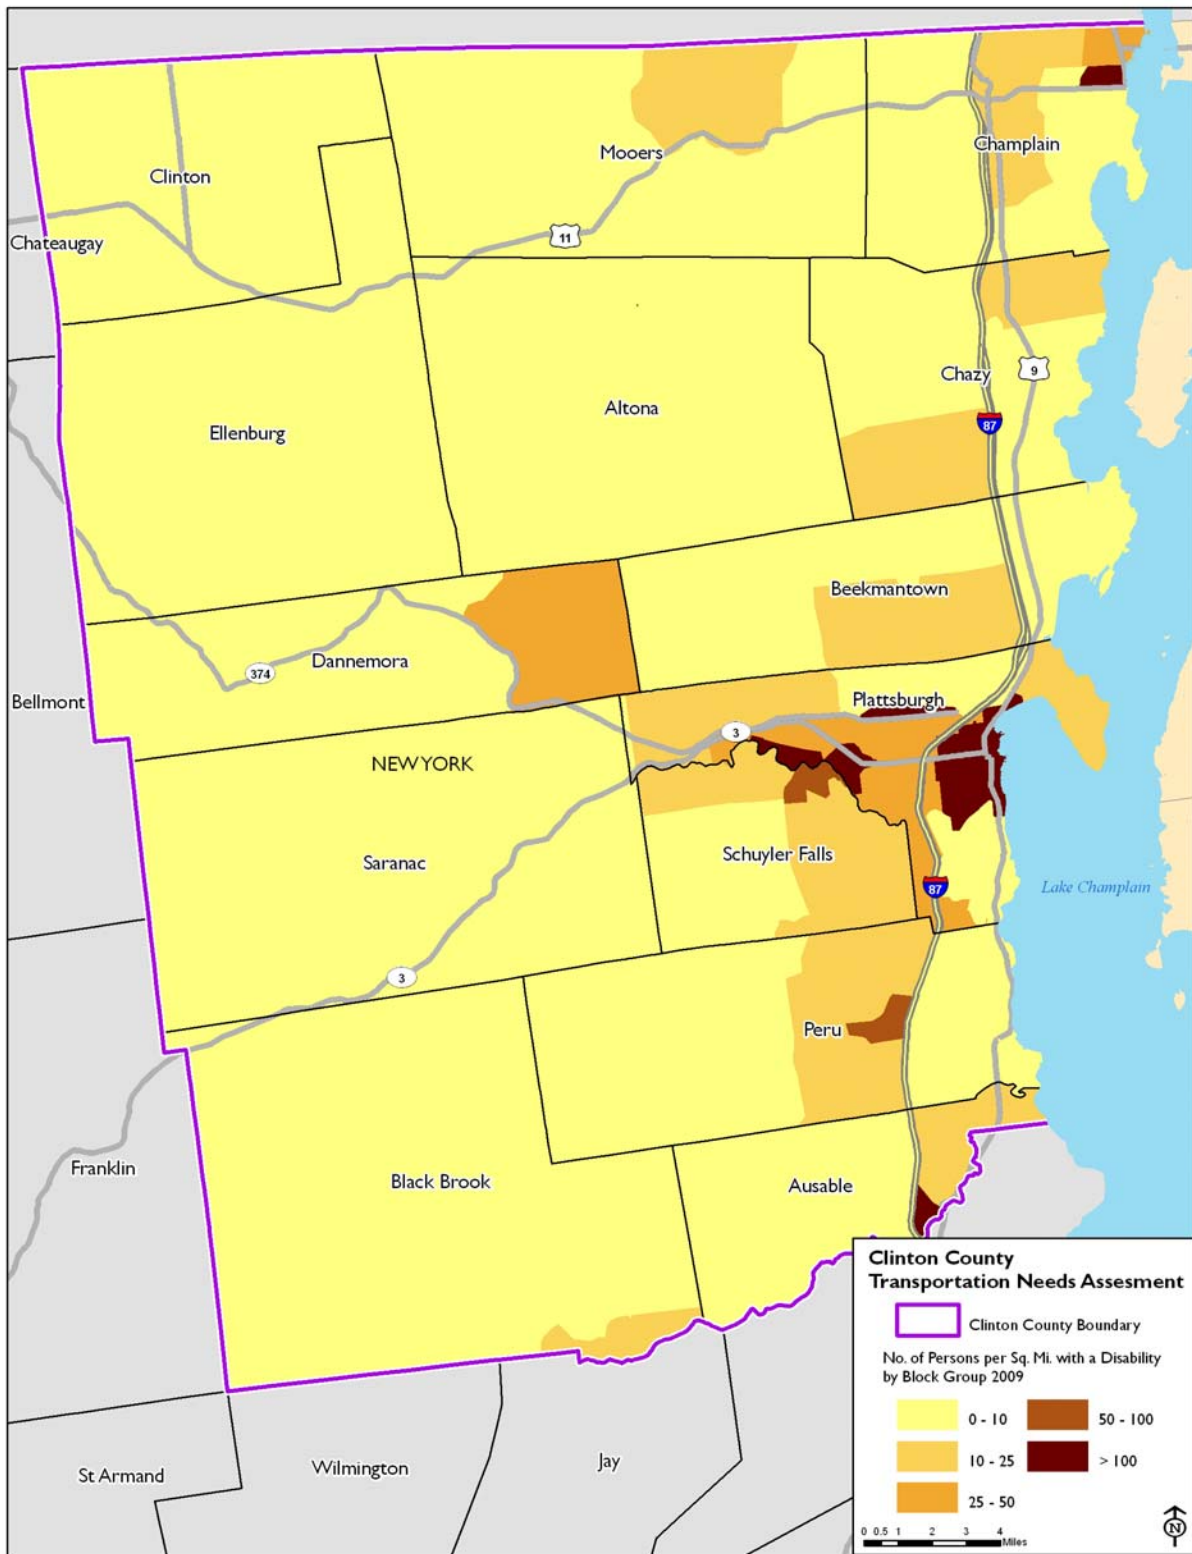 Clinton
Mooers
Champlain
11
Chateaugay
Chazy
9
87
Altona
Ellenburg
Beekmantown
Dannemora
374
Bellmont
Plattsburgh
3
NEW YORK
Saranac
Schuyler Falls
87
Lake Champlain
3
Peru
Franklin
Black Brook
Ausable
St Armand
Wilmington
Jay
Clinton County
Transportation Needs Assesment
Clinton County Boundary
No. of Persons per Sq. Mi. with a Disability
by Block Group 2009
0 - 10
50 - 100
10 - 25
> 100
25 - 50
0 0.5 1 2 3 4
Miles
N